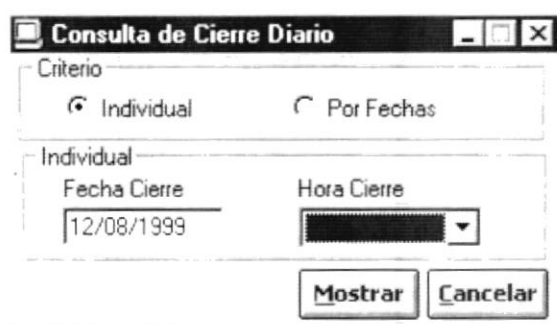 Consulta de Cierre Diario
Criterio
Individual Por Fechas
Individual
Fecha Cierre Hora Cierre
12/08/1999
Mostrar Cancelar